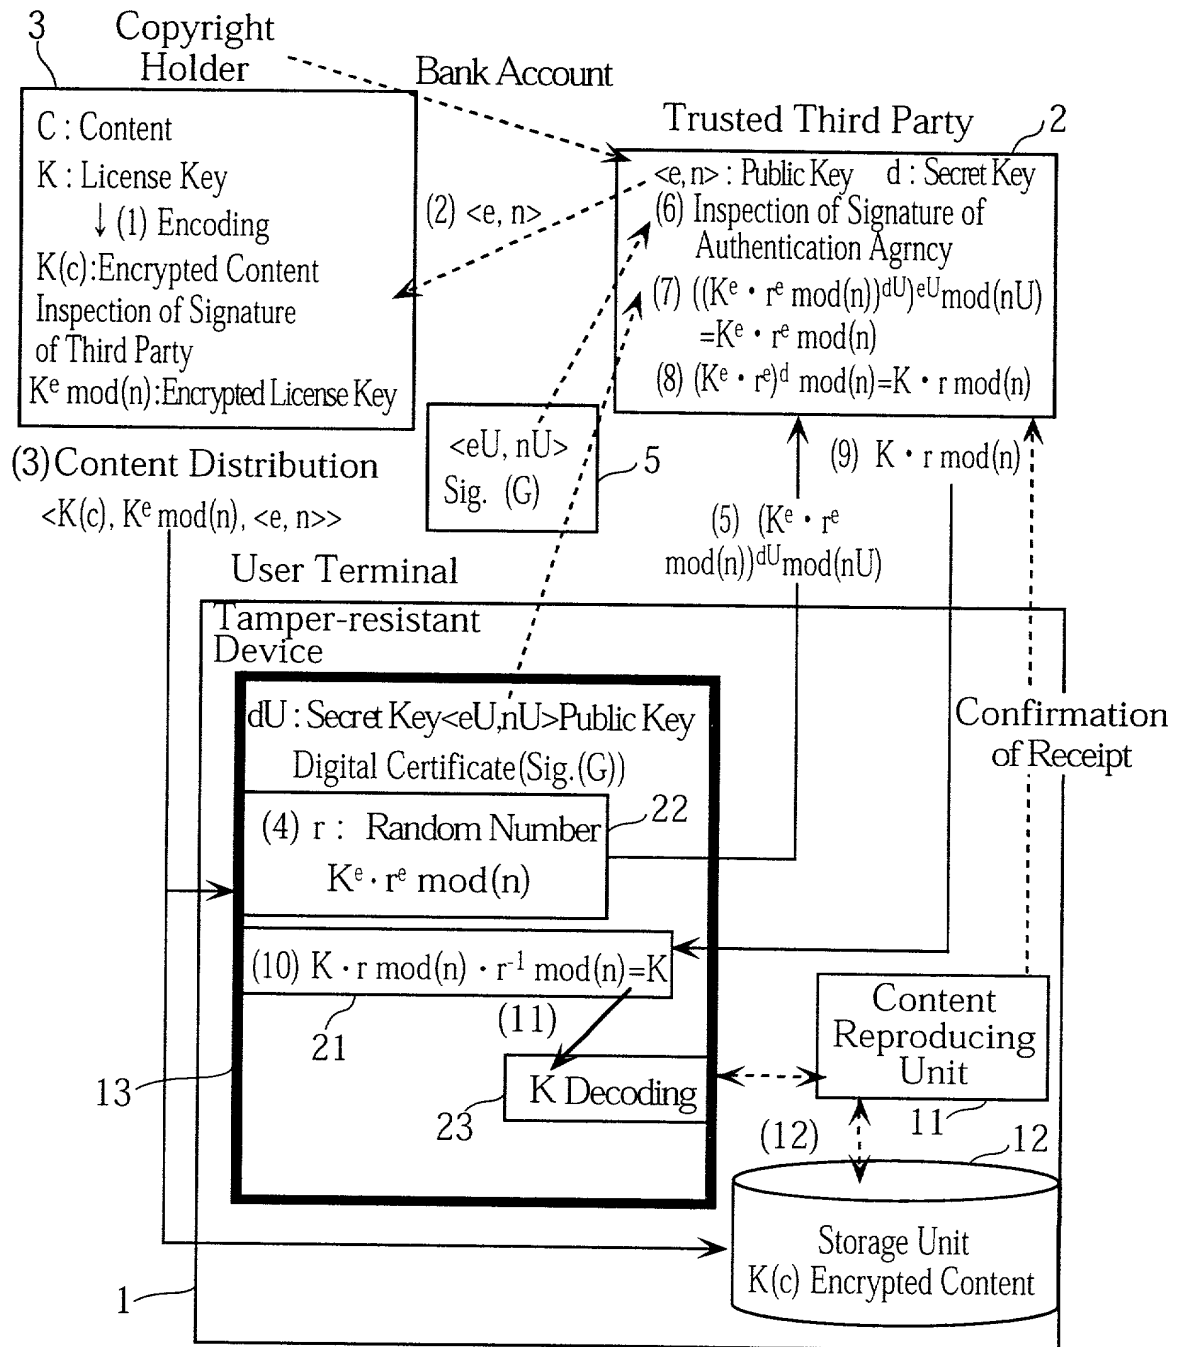 3
Copyright
Holder
Bank Account
C : Content
K : License Key
↓ (1) Encoding
K(c):Encrypted Content
Inspection of Signature
of Third Party
Kᵉ mod(n):Encrypted License Key
(2) <e, n>
Trusted Third Party
2
<e, n> : Public Key d : Secret Key
(6) Inspection of Signature of
Authentication Agrncy
(7) ((Kᵉ · rᵉ mod(n))ᵈᵁ)ᵉᵁmod(nU)
=Kᵉ · rᵉ mod(n)
(8) (Kᵉ · rᵉ)ᵈ mod(n)=K · r mod(n)
<eU, nU>
Sig. (G)
5
(3)Content Distribution
<K(c), Kᵉ mod(n), <e, n>>
(9) K · r mod(n)
(5) (Kᵉ · rᵉ
mod(n))ᵈᵁmod(nU)
User Terminal
Tamper-resistant
Device
dU : Secret Key<eU,nU>Public Key
Digital Certificate(Sig.(G))
(4) r : Random Number
Kᵉ · rᵉ mod(n)
22
Confirmation
of Receipt
(10) K · r mod(n) · r⁻¹ mod(n)=K
21
(11)
K Decoding
23
13
Content
Reproducing
Unit
11
(12)
12
Storage Unit
K(c) Encrypted Content
1